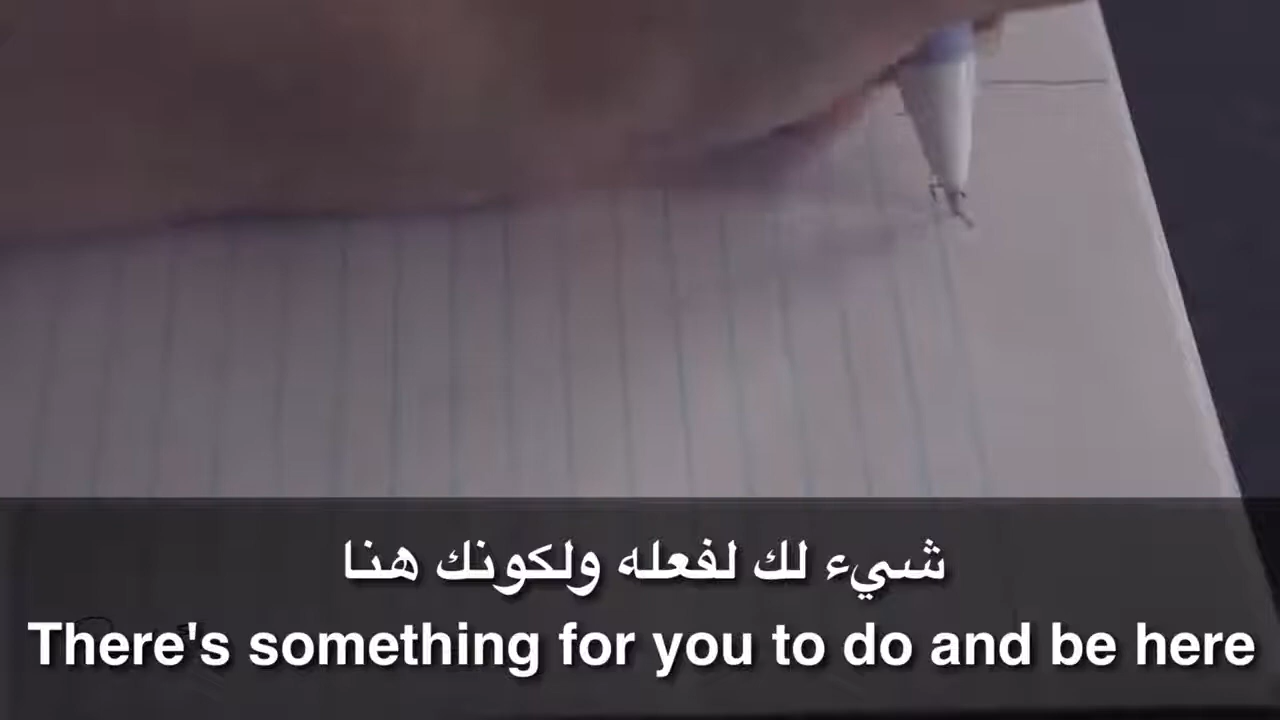 شيء لك لفعله ولكونك هنا
There's something for you to do and be here